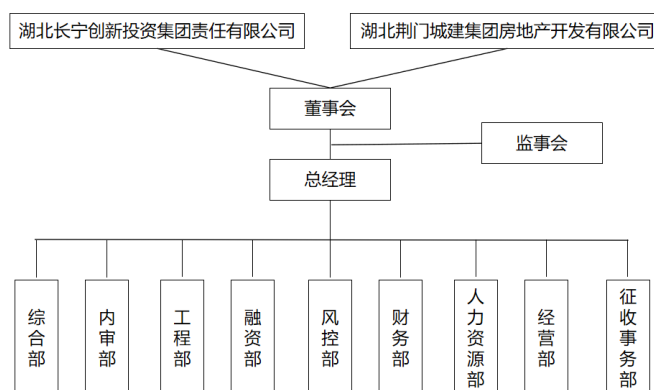 湖北长宁创新投资集团责任有限公司
湖北荆门城建集团房地产开发有限公司
董事会
监事会
总经理
综合部
内审部
工程部
融资部
风控部
财务部
人力资源部
经营部
征收事务部